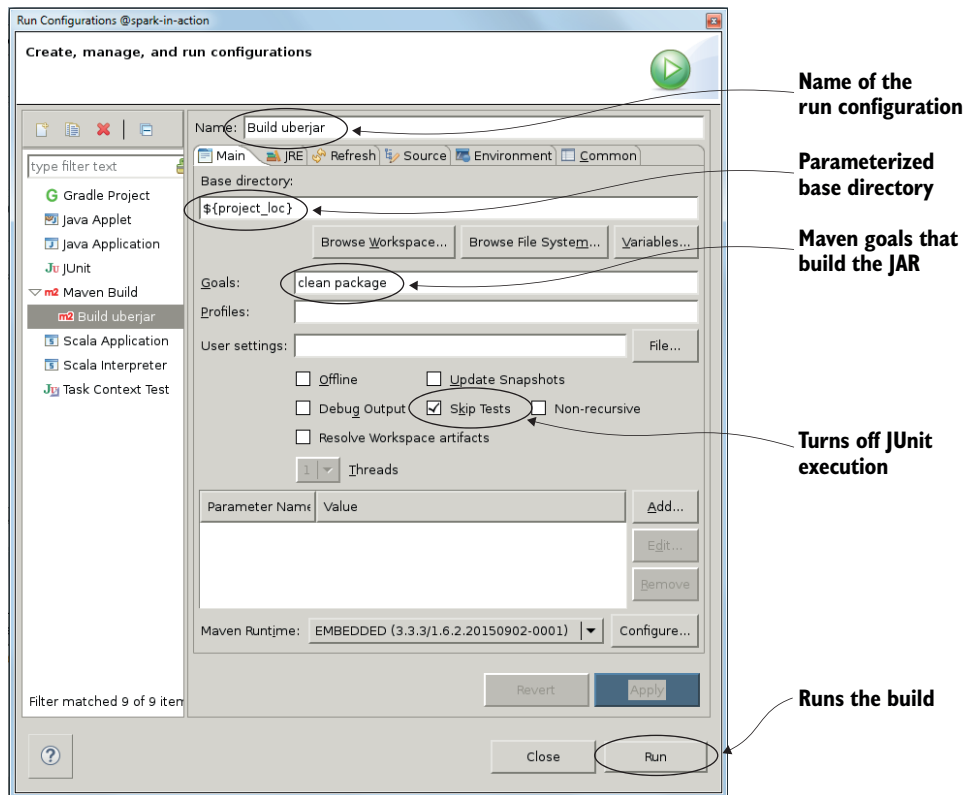 Run Configurations @spark-in-action
Create, manage, and run configurations
Name of the
run configuration
Name: Build uberjar
Main JRE Refresh Source Environment Common
type filter text
Parameterized
base directory
Base directory:
Gradle Project
${project_loc}
Java Applet
Browse Workspace... Browse File System... Variables...
Java Application
Maven goals that
build the JAR
JUnit
Goals: clean package
Maven Build
Profiles:
Build uberjar
User settings: File...
Scala Application
Scala Interpreter
Offline Update Snapshots
Task Context Test
Debug Output Skip Tests Non-recursive
Resolve Workspace artifacts
Turns off JUnit
execution
1 Threads
Parameter Name Value Add...
Edit...
Remove
Maven Runtime: EMBEDDED (3.3.3/1.6.2.20150902-0001) Configure...
Filter matched 9 of 9 item
Revert Apply
Runs the build
Close Run